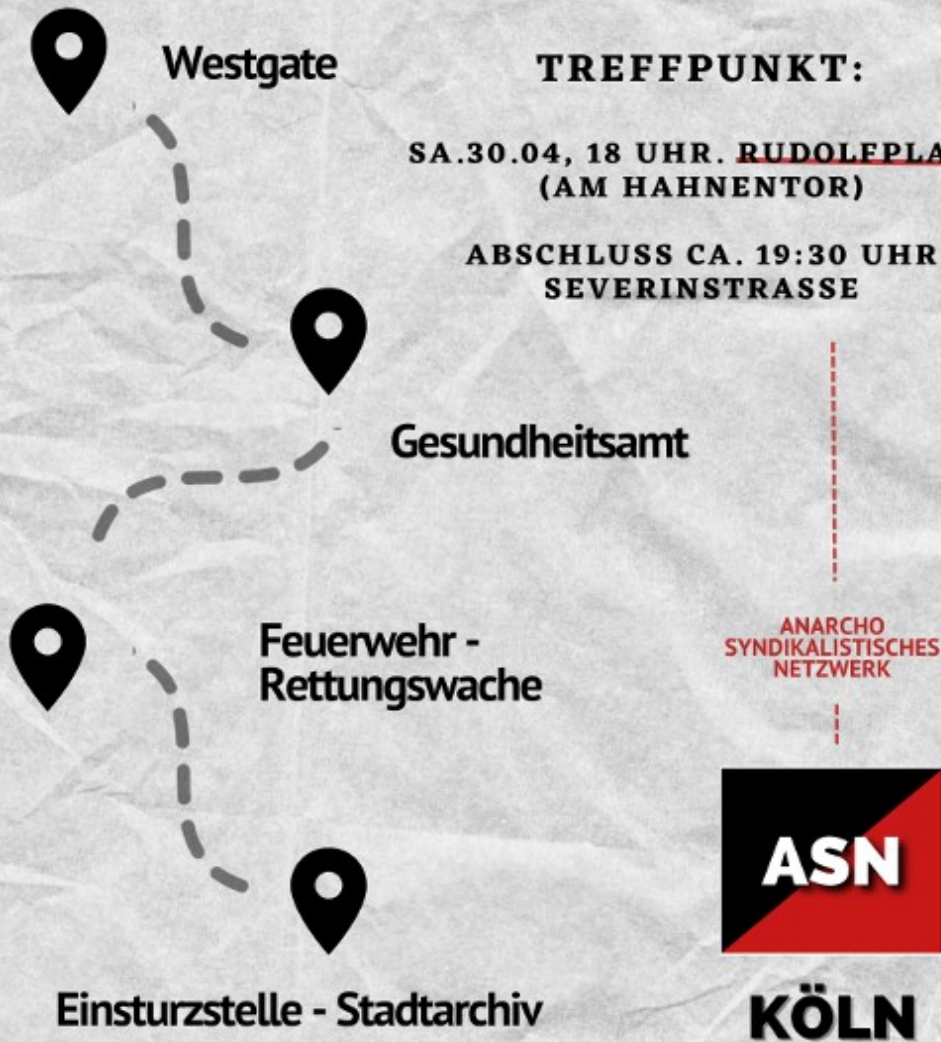 Westgate
TREFFPUNKT:
SA.30.04, 18 UHR. RUDOLFPLA
(AM HAHNENTOR)
ABSCHLUSS CA. 19:30 UHR
SEVERINSTRASSE
Gesundheitsamt
Feuerwehr -
Rettungswache
ANARCHO
SYNDIKALISTISCHES
NETZWERK
ASN
KÖLN
Einsturzstelle - Stadtarchiv